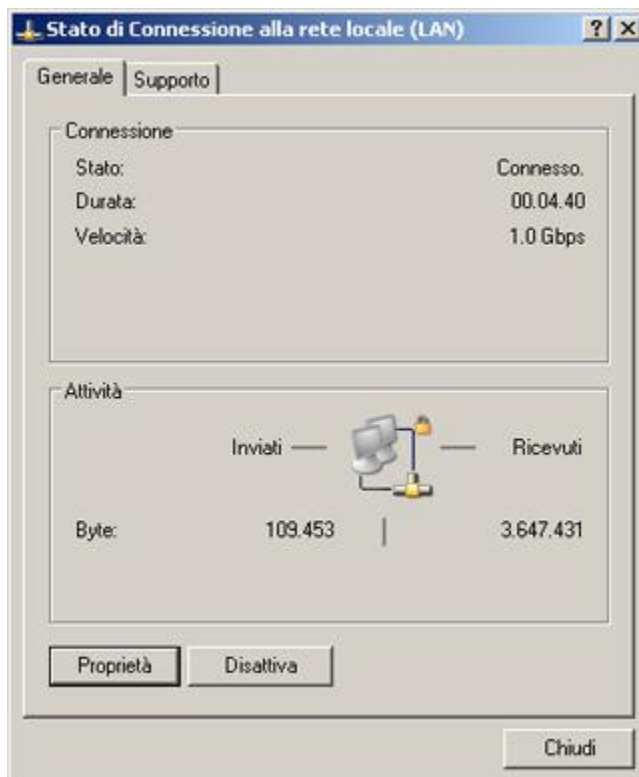 Stato di Connessione alla rete locale (LAN)
Generale Supporto
Connessione
Stato: Connesso.
Durata: 00.04.40
Velocità: 1.0 Gbps
Attività
Inviati Ricevuti
Byte: 109.453 3.647.431
Proprietà Disattiva
Chiudi